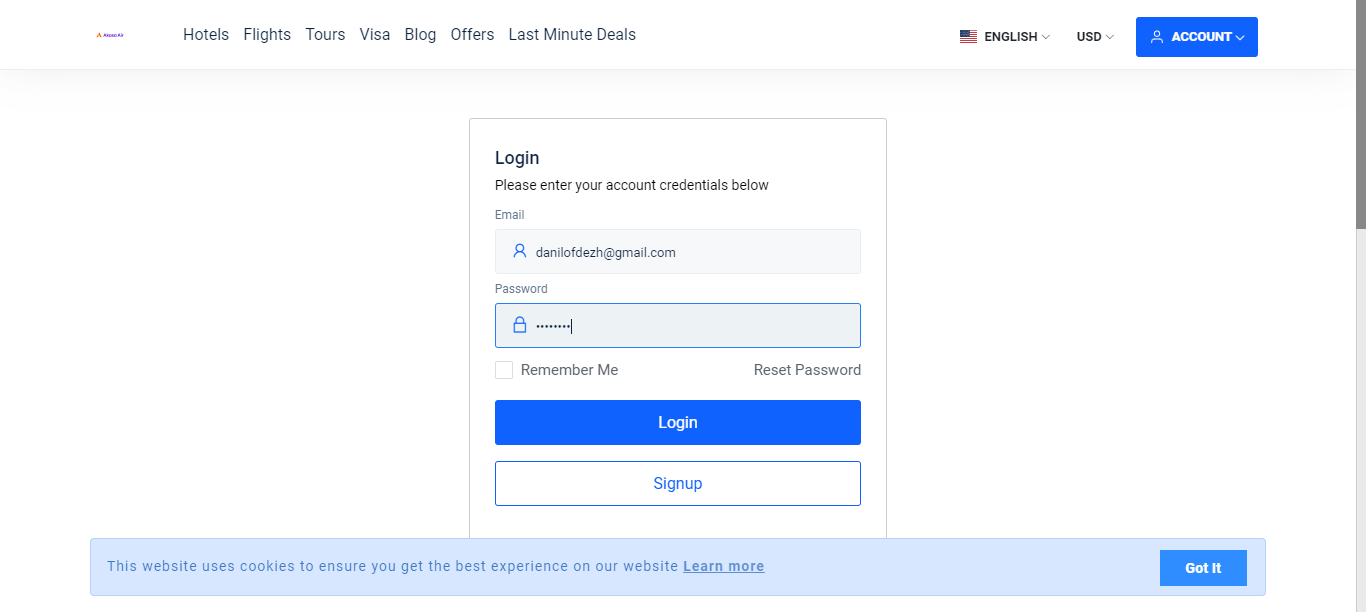 Akasa Air
Hotels Flights Tours Visa Blog Offers Last Minute Deals
ENGLISH USD ACCOUNT
Login
Please enter your account credentials below
Email
danilofdezh@gmail.com
Password
••••••••
Remember Me Reset Password
Login
Signup
This website uses cookies to ensure you get the best experience on our website Learn more
Got It